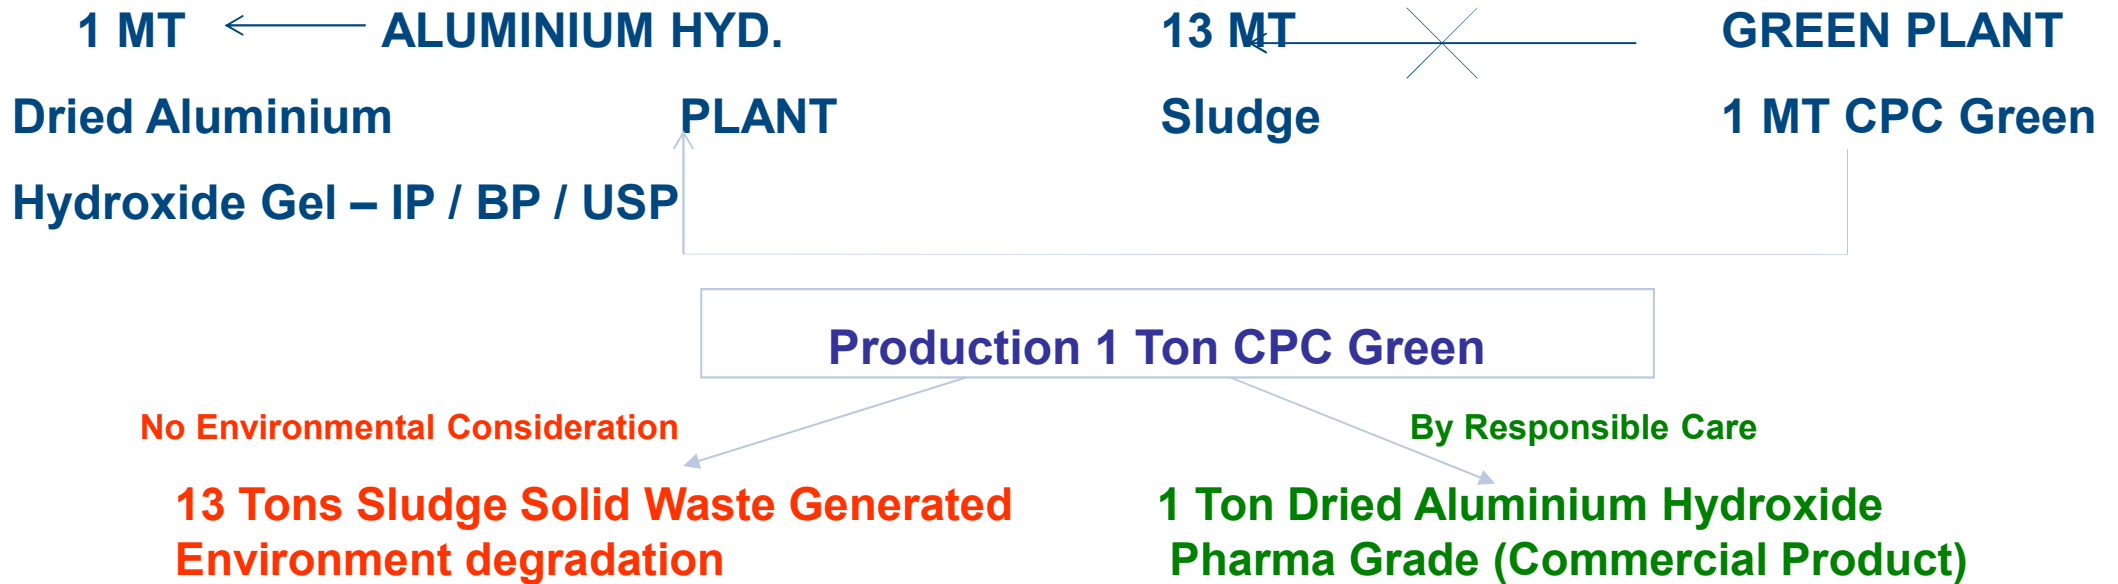 1 MT ALUMINIUM HYD. 13 MT GREEN PLANT
Dried Aluminium PLANT Sludge 1 MT CPC Green
Hydroxide Gel – IP / BP / USP
Production 1 Ton CPC Green
No Environmental Consideration By Responsible Care
13 Tons Sludge Solid Waste Generated 1 Ton Dried Aluminium Hydroxide
Environment degradation Pharma Grade (Commercial Product)